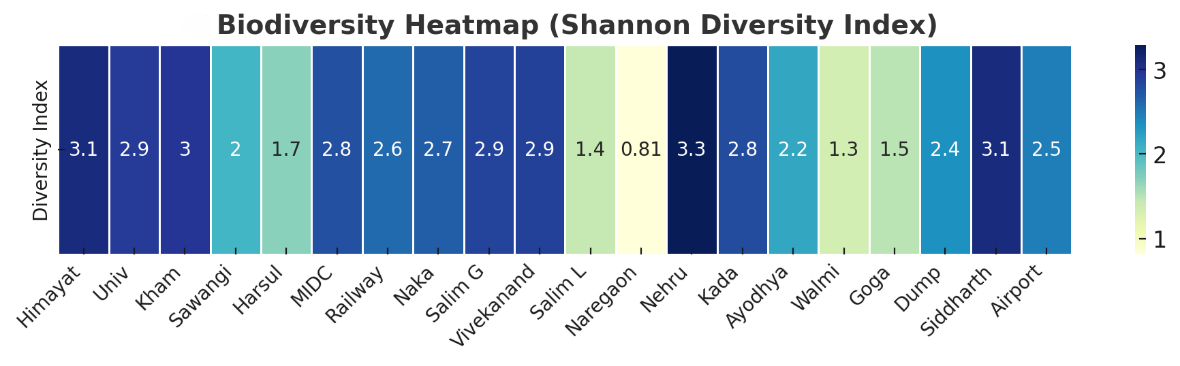 Biodiversity Heatmap (Shannon Diversity Index)
Diversity Index
3.1 2.9 3 2 1.7 2.8 2.6 2.7 2.9 2.9 1.4 0.81 3.3 2.8 2.2 1.3 1.5 2.4 3.1 2.5
Himayat Univ Kham Sawangi Harsul MIDC Railway Naka Salim G Vivekanand Salim L Naregaon Nehru Kada Ayodhya Walmi Goga Dump Siddharth Airport
3
2
1